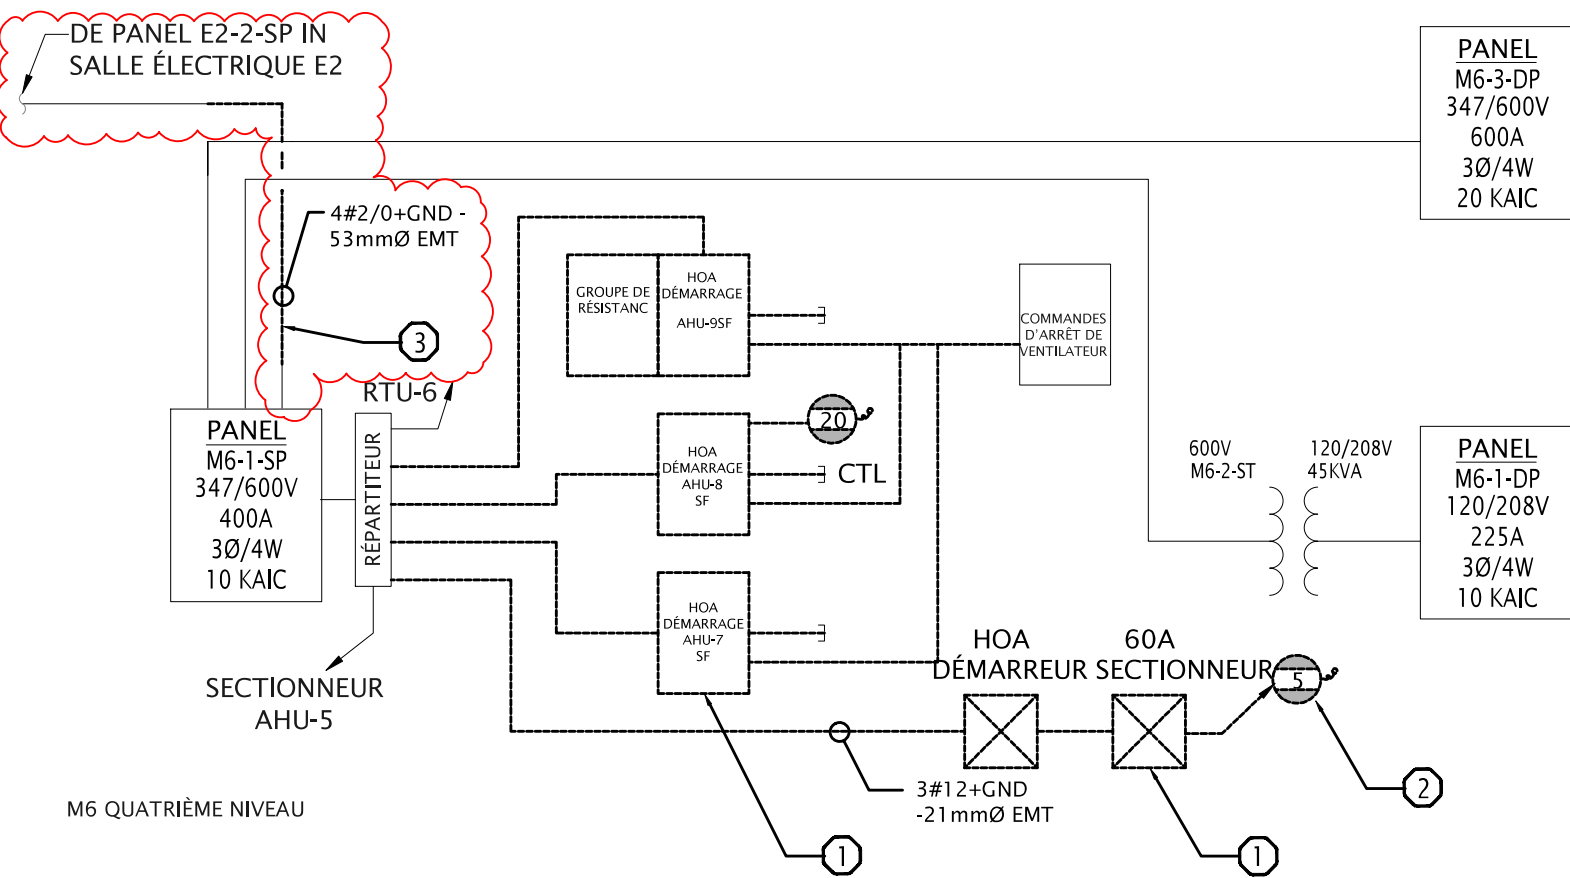 DE PANEL E2-2-SP IN
SALLE ÉLECTRIQUE E2
PANEL
M6-3-DP
347/600V
600A
3Ø/4W
20 KAIC
4#2/0+GND -
53mmØ EMT
3
GROUPE DE
RÉSISTANC
HOA
DÉMARRAGE
AHU-9SF
COMMANDES
D'ARRÊT DE
VENTILATEUR
RTU-6
PANEL
M6-1-SP
347/600V
400A
3Ø/4W
10 KAIC
RÉPARTITEUR
HOA
DÉMARRAGE
AHU-8
SF
20
CTL
600V
M6-2-ST
120/208V
45KVA
PANEL
M6-1-DP
120/208V
225A
3Ø/4W
10 KAIC
HOA
DÉMARRAGE
AHU-7
SF
SECTIONNEUR
AHU-5
HOA
DÉMARREUR
60A
SECTIONNEUR
5
3#12+GND
-21mmØ EMT
2
M6 QUATRIÈME NIVEAU
1
1